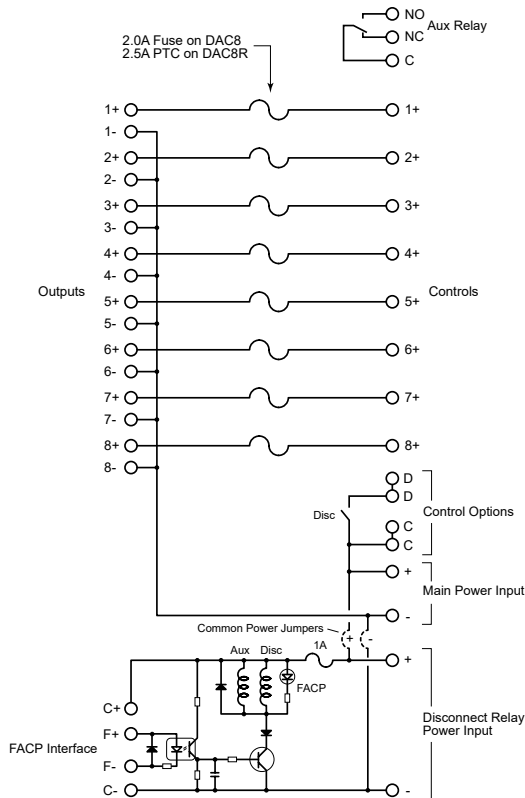 NO
NC
Aux Relay
C
2.0A Fuse on DAC8
2.5A PTC on DAC8R
1+
1+
1-
2+
2+
2-
3+
3+
3-
4+
4+
4-
Outputs
Controls
5+
5+
5-
6+
6+
6-
7+
7+
7-
8+
8+
8-
D
D
Disc
Control Options
C
C
+
Main Power Input
-
Common Power Jumpers
+
-
Aux
Disc
1A
+
FACP
C+
F+
FACP Interface
F-
C-
Disconnect Relay
Power Input
-